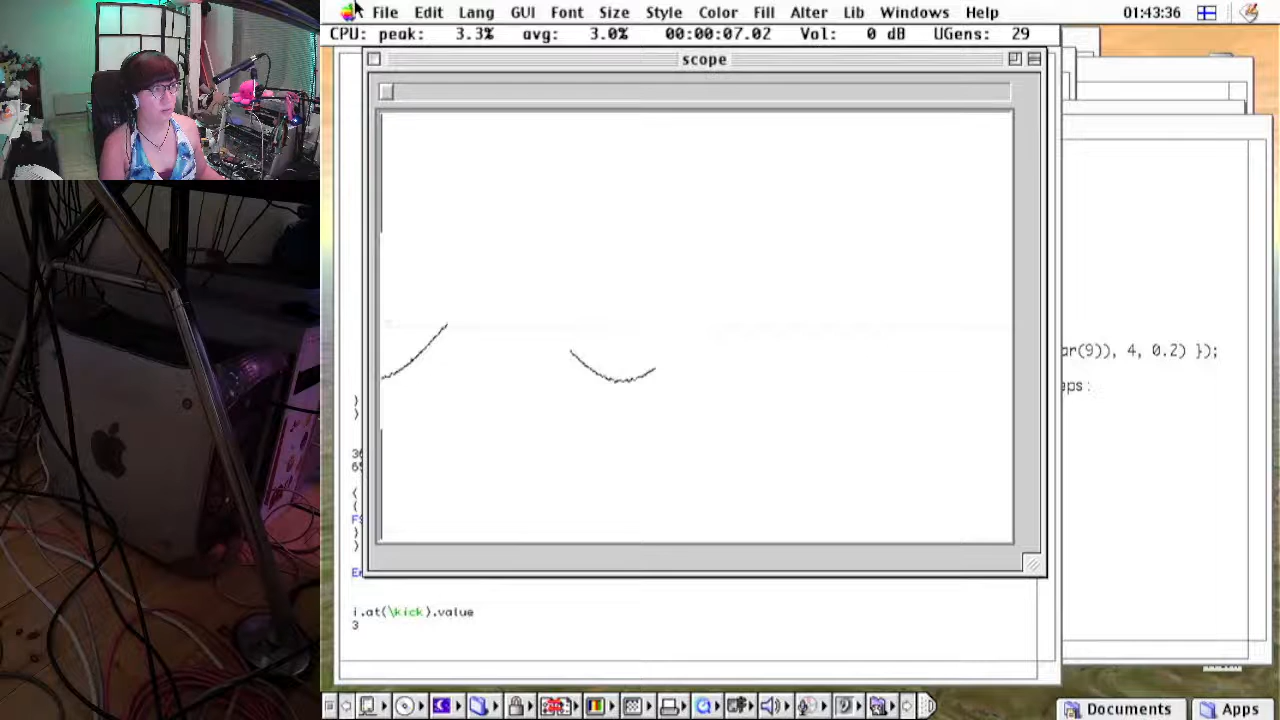 File Edit Lang GUI Font Size Style Color Fill Alter Lib Windows Help 01:43:36
CPU: peak: 3.3% avg: 3.0% 00:00:07.02 Vol: 0 dB UGens: 29
scope
ar(9)), 4, 0.2) });
)
)
(
(
)
)
i.at(\kick).value
3
Documents Apps